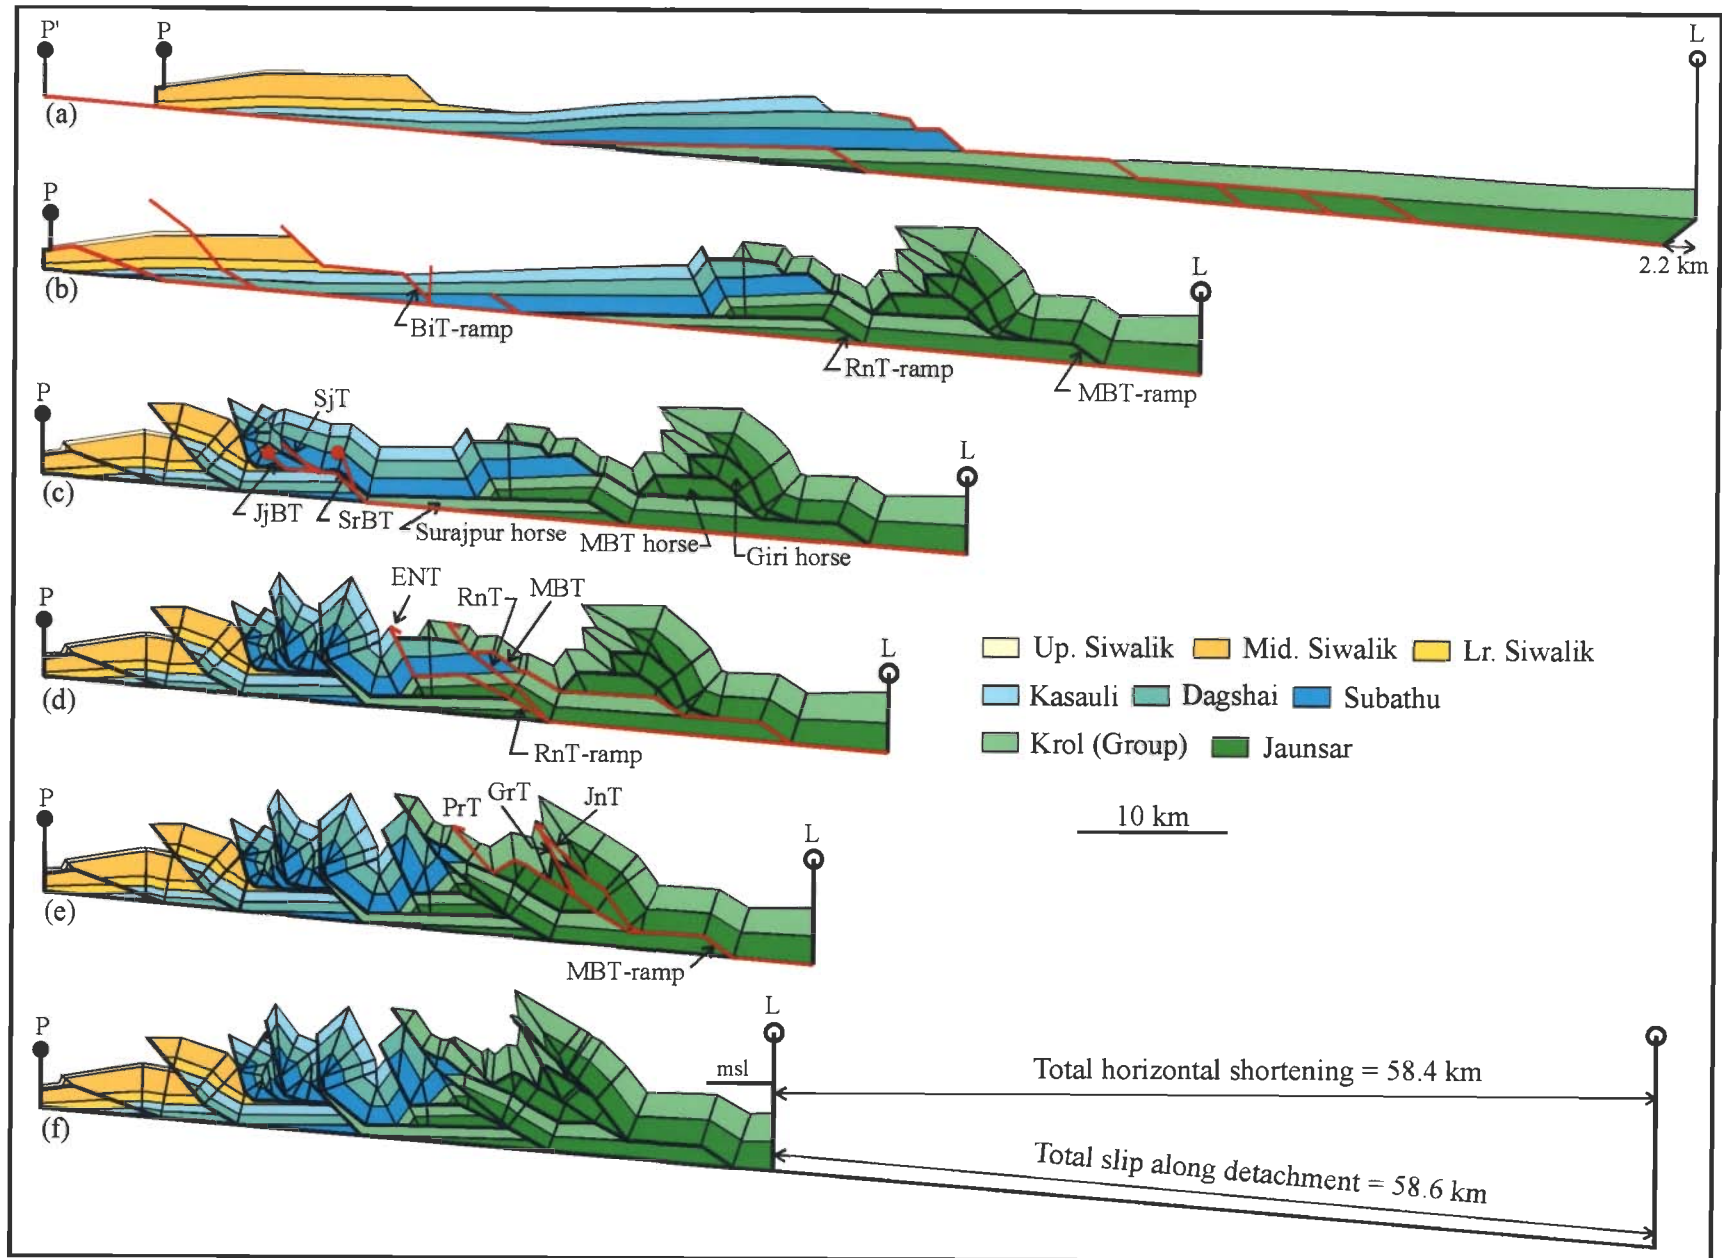 P'
P
L
(a)
2.2 km
P
L
(b)
BiT-ramp
RnT-ramp
MBT-ramp
P
SjT
L
(c)
JjBT
SrBT
Surajpur horse
MBT horse
Giri horse
P
ENT
RnT
MBT
L
(d)
RnT-ramp
Up. Siwalik Mid. Siwalik Lr. Siwalik
Kasauli Dagshai Subathu
Krol (Group) Jaunsar
10 km
P
PrT
GrT
JnT
L
(e)
MBT-ramp
P
L
msl
(f)
Total horizontal shortening = 58.4 km
Total slip along detachment = 58.6 km